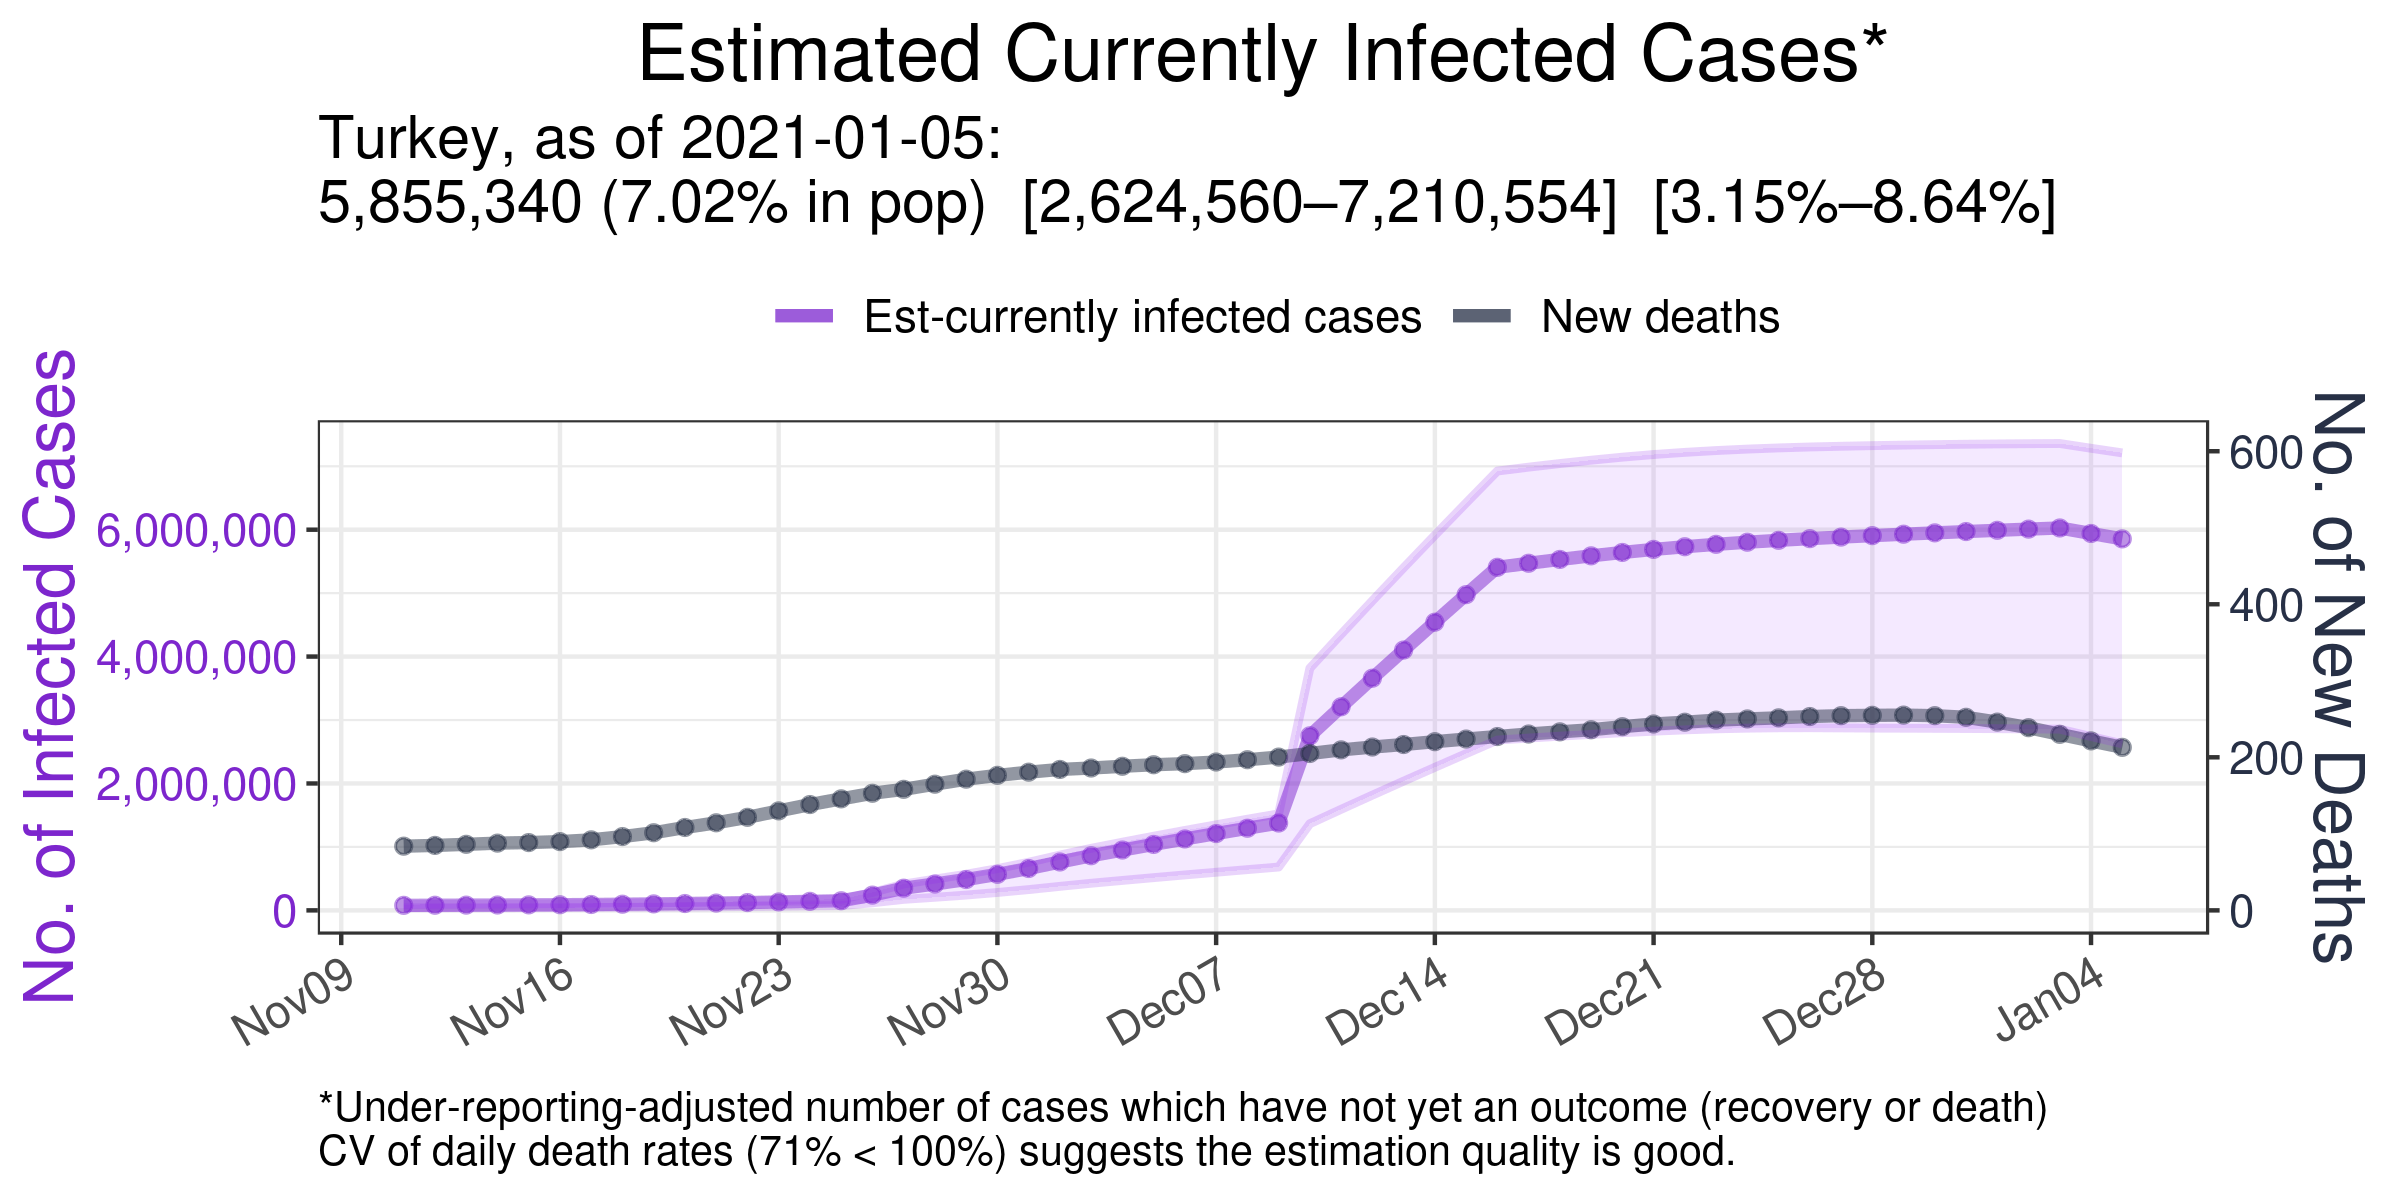 Estimated Currently Infected Cases*
Turkey, as of 2021-01-05:
5,855,340 (7.02% in pop) [2,624,560–7,210,554] [3.15%–8.64%]
Est-currently infected cases
New deaths
No. of Infected Cases
6,000,000
4,000,000
2,000,000
0
600
400
200
0
No. of New Deaths
Nov09
Nov16
Nov23
Nov30
Dec07
Dec14
Dec21
Dec28
Jan04
*Under-reporting-adjusted number of cases which have not yet an outcome (recovery or death)
CV of daily death rates (71% < 100%) suggests the estimation quality is good.